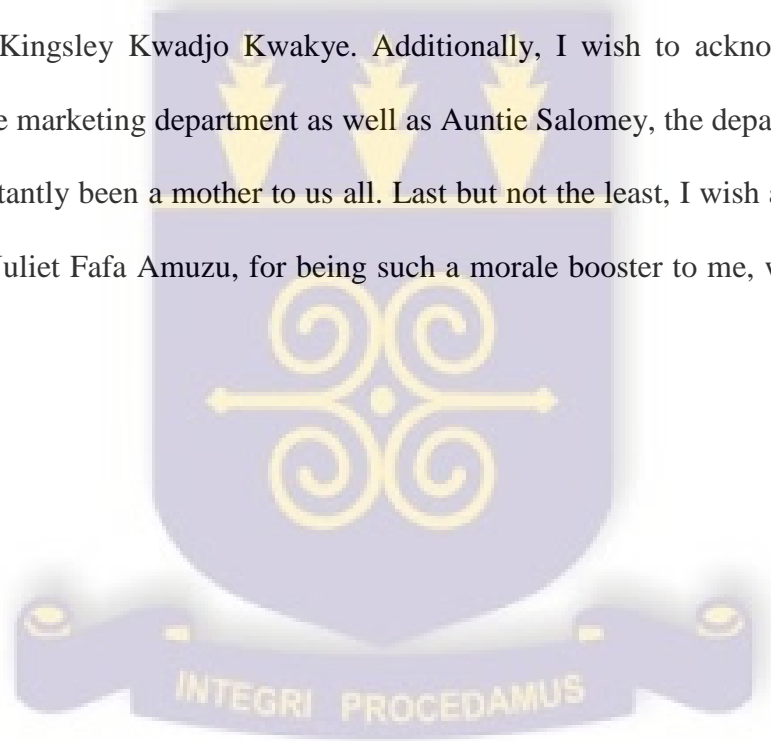 Kingsley Kwadjo Kwakye. Additionally, I wish to ackno
e marketing department as well as Auntie Salomey, the depa
tantly been a mother to us all. Last but not the least, I wish a
uliet Fafa Amuzu, for being such a morale booster to me, w
INTEGRI PROCEDAMUS